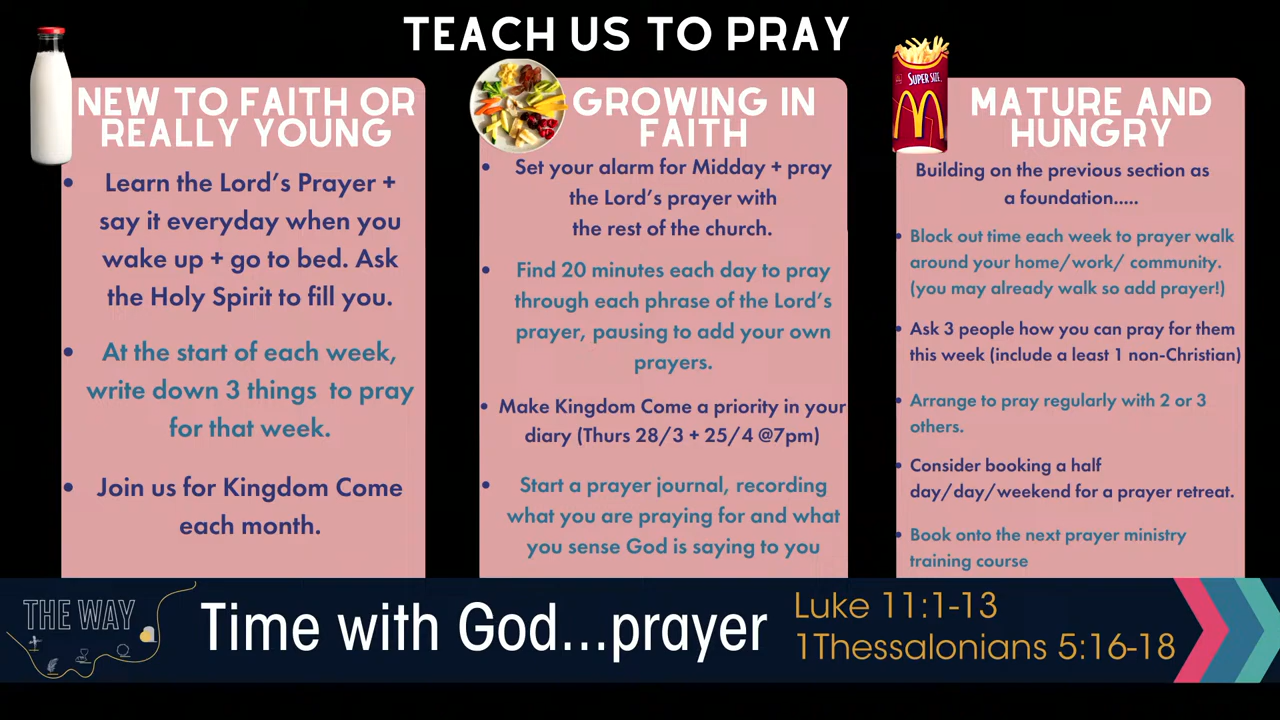 TEACH US TO PRAY
NEW TO FAITH OR
REALLY YOUNG
• Learn the Lord's Prayer +
say it everyday when you
wake up + go to bed. Ask
the Holy Spirit to fill you.
• At the start of each week,
write down 3 things to pray
for that week.
• Join us for Kingdom Come
each month.
GROWING IN
FAITH
• Set your alarm for Midday + pray
the Lord's prayer with
the rest of the church.
• Find 20 minutes each day to pray
through each phrase of the Lord's
prayer, pausing to add your own
prayers.
• Make Kingdom Come a priority in your
diary (Thurs 28/3 + 25/4 @7pm)
• Start a prayer journal, recording
what you are praying for and what
you sense God is saying to you
SUPER SIZE
MATURE AND
HUNGRY
Building on the previous section as
a foundation.....
• Block out time each week to prayer walk
around your home/work/ community.
(you may already walk so add prayer!)
• Ask 3 people how you can pray for them
this week (include a least 1 non-Christian)
• Arrange to pray regularly with 2 or 3
others.
• Consider booking a half
day/day/weekend for a prayer retreat.
• Book onto the next prayer ministry
training course
THE WAY
Time with God...prayer
Luke 11:1-13
1Thessalonians 5:16-18